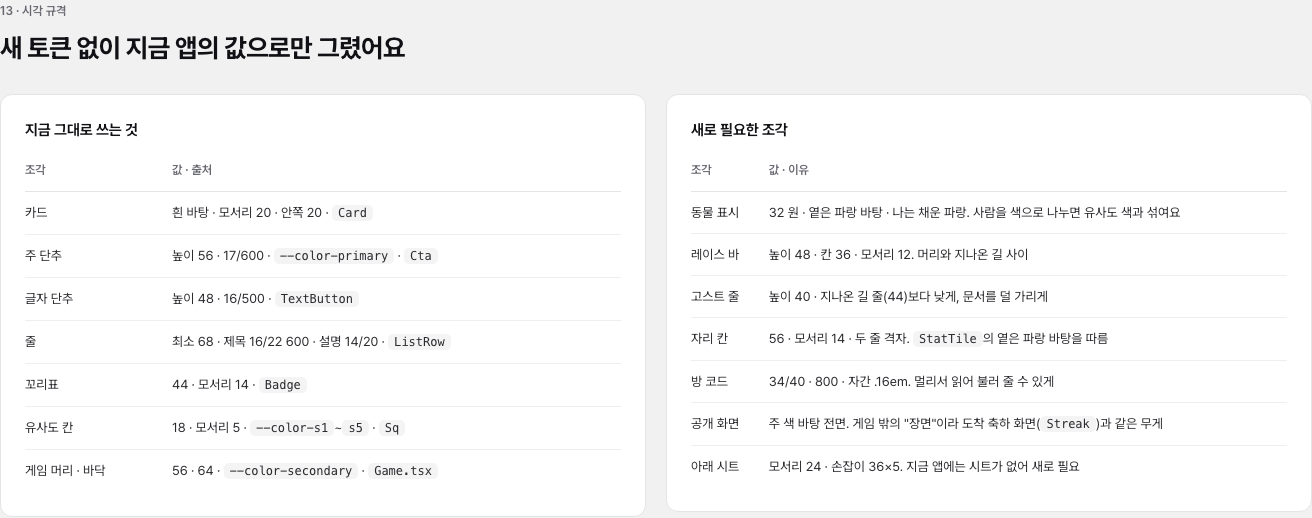 13 · 시각 규격
새 토큰 없이 지금 앱의 값으로만 그렸어요
지금 그대로 쓰는 것
조각 값 · 출처
카드 흰 바탕 · 모서리 20 · 안쪽 20 · Card
주 단추 높이 56 · 17/600 · --color-primary · Cta
글자 단추 높이 48 · 16/500 · TextButton
줄 최소 68 · 제목 16/22 600 · 설명 14/20 · ListRow
꼬리표 44 · 모서리 14 · Badge
유사도 칸 18 · 모서리 5 · --color-s1~ s5 · Sq
게임 머리 · 바닥 56 · 64 · --color-secondary · Game.tsx
새로 필요한 조각
조각 값 · 이유
동물 표시 32 원 · 옅은 파랑 바탕 · 나는 채운 파랑. 사람을 색으로 나누면 유사도 색과 섞여요
레이스 바 높이 48 · 칸 36 · 모서리 12. 머리와 지나온 길 사이
고스트 줄 높이 40 · 지나온 길 줄(44)보다 낮게, 문서를 덜 가리게
자리 칸 56 · 모서리 14 · 두 줄 격자. StatTile 의 옅은 파랑 바탕을 따름
방 코드 34/40 · 800 · 자간 .16em. 멀리서 읽어 불러 줄 수 있게
공개 화면 주 색 바탕 전면. 게임 밖의 "장면"이라 도착 축하 화면( Streak )과 같은 무게
아래 시트 모서리 24 · 손잡이 36×5. 지금 앱에는 시트가 없어 새로 필요